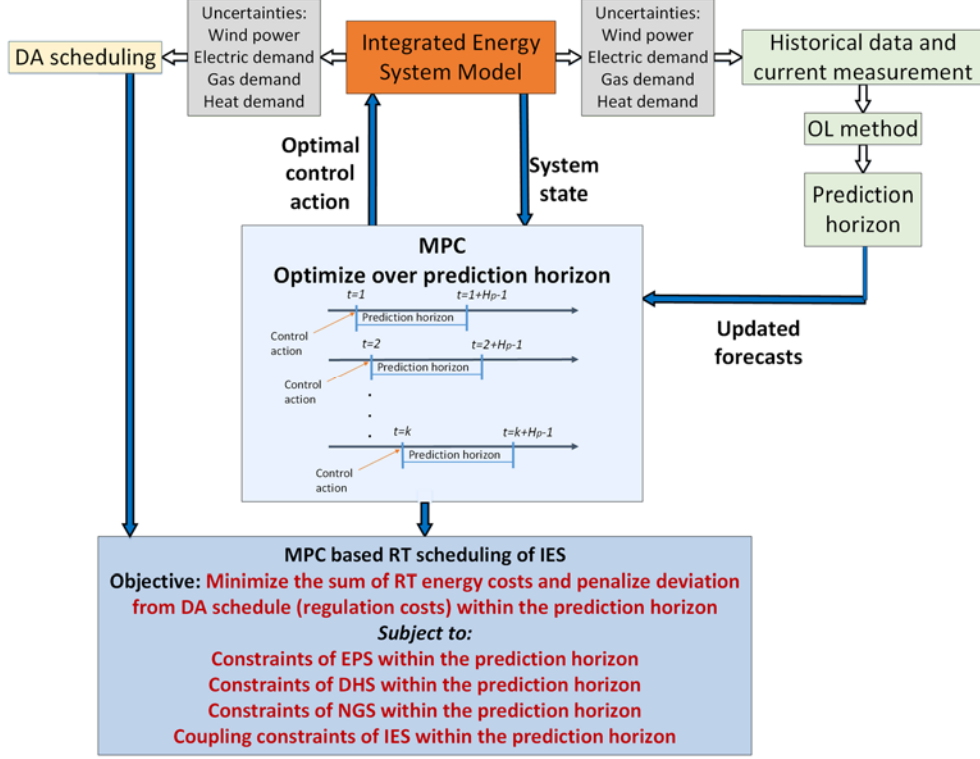 Uncertainties:
Wind power
Electric demand
Gas demand
Heat demand
DA scheduling
Integrated Energy
System Model
Uncertainties:
Wind power
Electric demand
Gas demand
Heat demand
Historical data and
current measurement
OL method
Prediction
horizon
Optimal
control
action
System
state
Updated
forecasts
MPC
Optimize over prediction horizon
t=1
t=1+Hp-1
Prediction horizon
Control
action
t=2
t=2+Hp-1
Prediction horizon
Control
action
.
.
.
t=k
t=k+Hp-1
Prediction horizon
Control
action
MPC based RT scheduling of IES
Objective: Minimize the sum of RT energy costs and penalize deviation
from DA schedule (regulation costs) within the prediction horizon
Subject to:
Constraints of EPS within the prediction horizon
Constraints of DHS within the prediction horizon
Constraints of NGS within the prediction horizon
Coupling constraints of IES within the prediction horizon